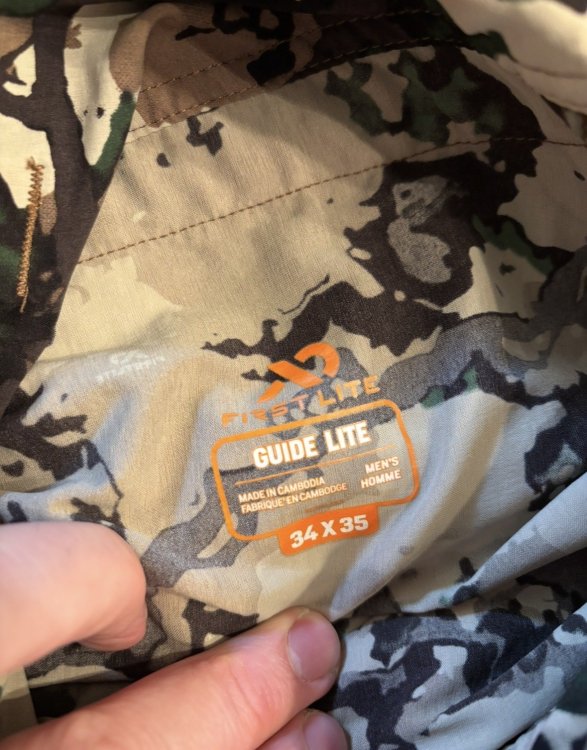 FIRST LITE
GUIDE LITE
MADE IN CAMBODIA
FABRIQUÉ EN CAMBODGE
MEN'S
HOMME
34 X 35